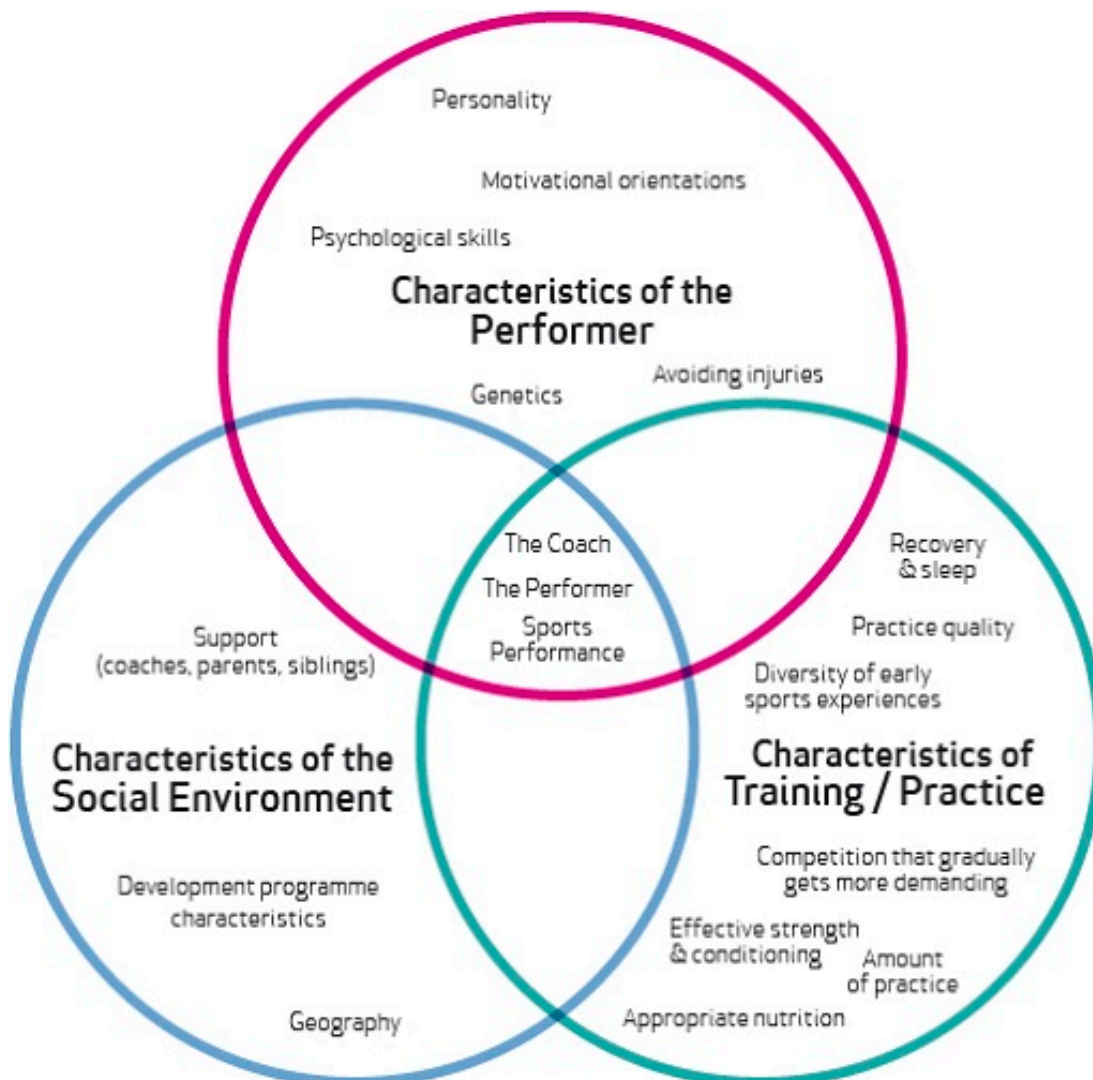 Personality
Motivational orientations
Psychological skills
Characteristics of the
Performer
Avoiding injuries
Genetics
The Coach
The Performer
Sports
Performance
Recovery
& sleep
Practice quality
Support
(coaches, parents, siblings)
Diversity of early
sports experiences
Characteristics of the
Social Environment
Characteristics of
Training / Practice
Development programme
characteristics
Competition that gradually
gets more demanding
Effective strength
& conditioning
Amount
of practice
Geography
Appropriate nutrition